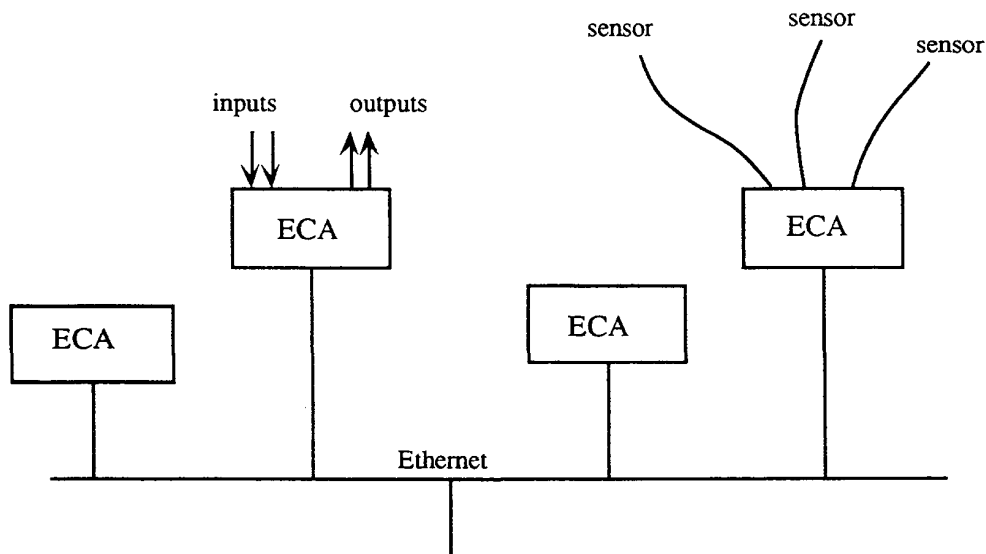 sensor
sensor
sensor
inputs
outputs
ECA
ECA
ECA
ECA
Ethernet